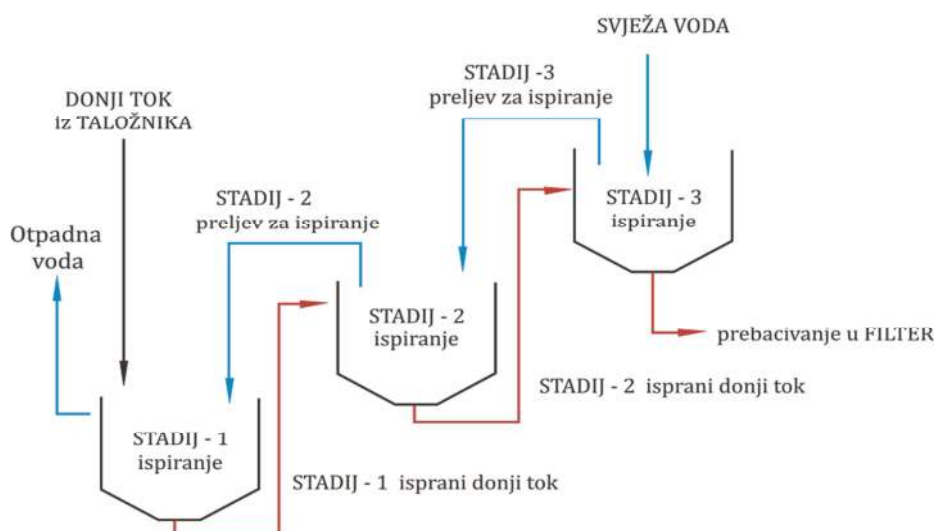 SVJEŽA VODA
STADIJ -3
preljev za ispiranje
DONJI TOK
iz TALOŽNIKA
STADIJ - 2
preljev za ispiranje
STADIJ - 3
ispiranje
Otpadna
voda
STADIJ - 2
ispiranje
prebacivanje u FILTER
STADIJ - 2 isprani donji tok
STADIJ - 1
ispiranje
STADIJ - 1 isprani donji tok